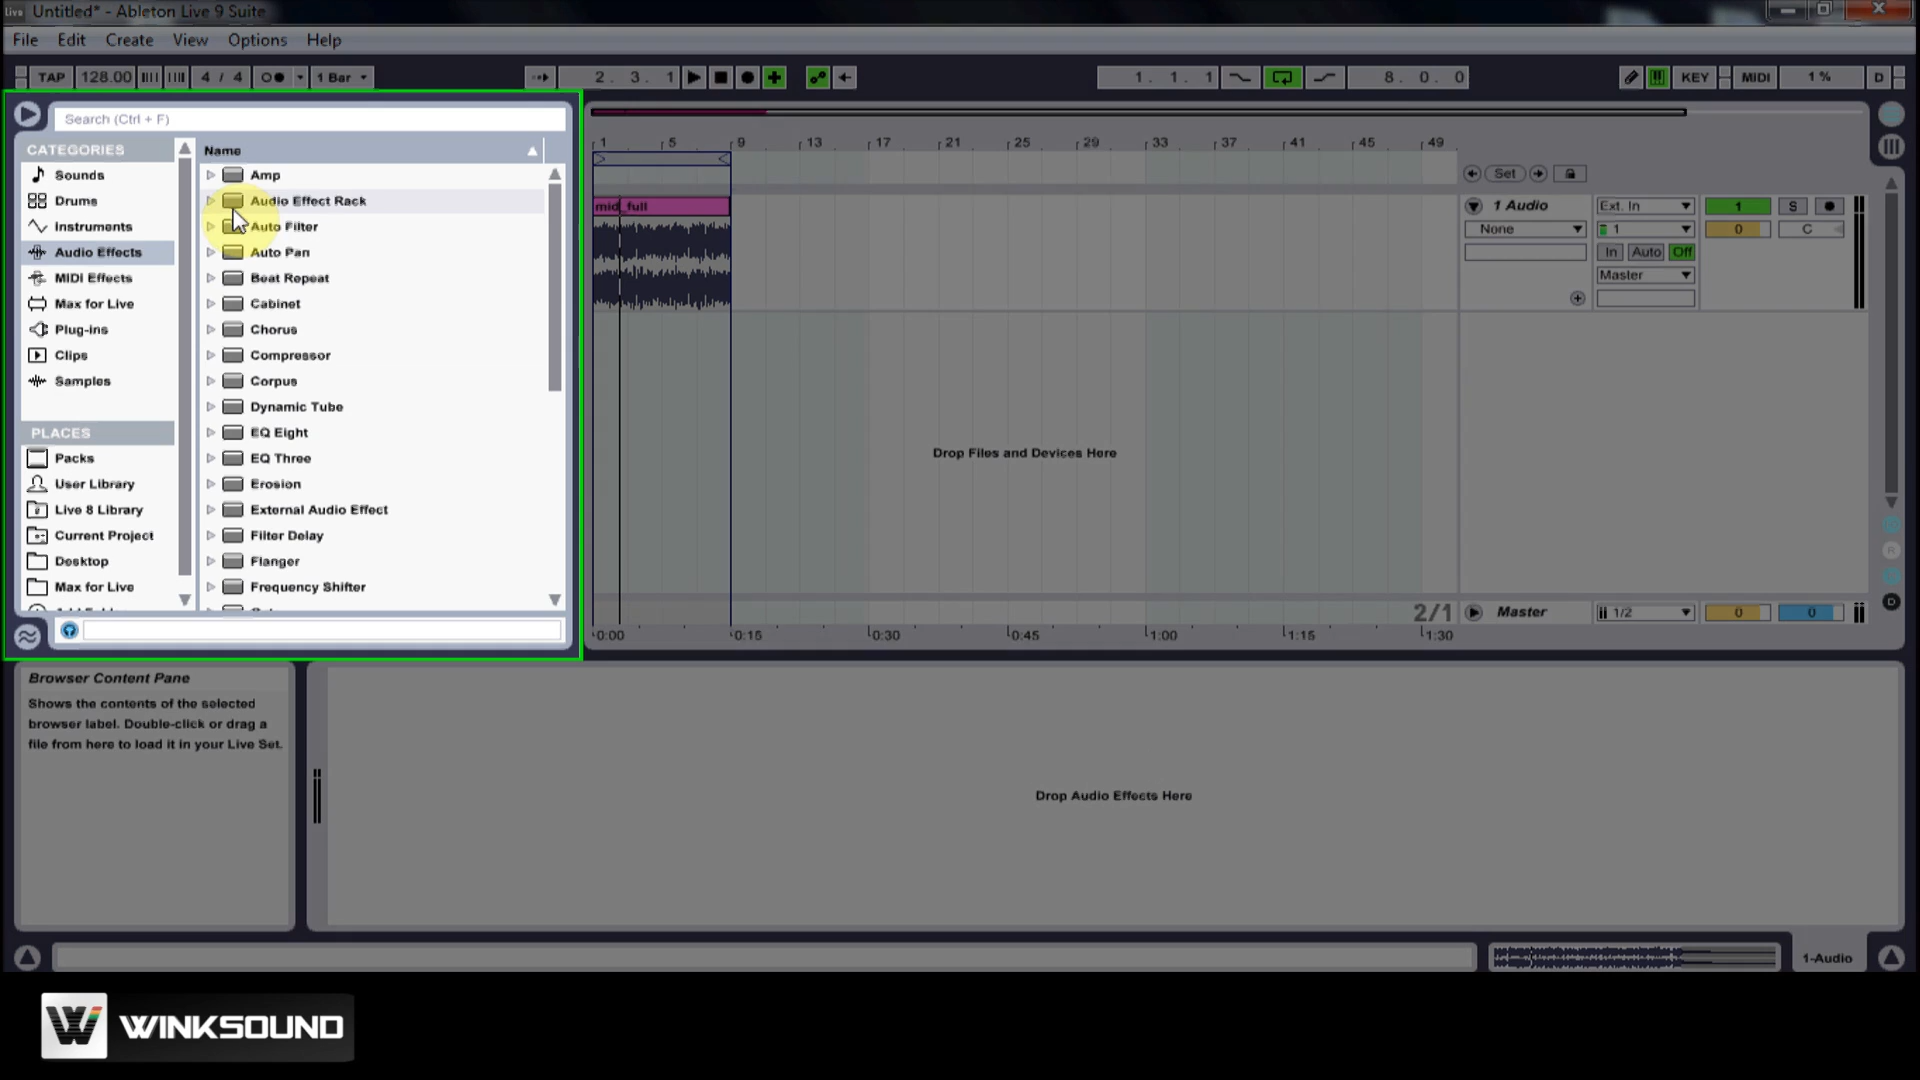 live Untitled* - Ableton Live 9 Suite
File Edit Create View Options Help
TAP 128.00 4 / 4 1 Bar 2. 3. 1 1. 1. 1 8. 0. 0 KEY MIDI 1 % D
Search (Ctrl + F)
CATEGORIES
Sounds
Drums
Instruments
Audio Effects
MIDI Effects
Max for Live
Plug-ins
Clips
Samples
PLACES
Packs
User Library
Live 8 Library
Current Project
Desktop
Max for Live
Name
Amp
Audio Effect Rack
Auto Filter
Auto Pan
Beat Repeat
Cabinet
Chorus
Compressor
Corpus
Dynamic Tube
EQ Eight
EQ Three
Erosion
External Audio Effect
Filter Delay
Flanger
Frequency Shifter
1 5 9 13 17 21 25 29 33 37 41 45 49
Set
mid_full
1 Audio Ext. In 1 S
None 1 0 C
In Auto Off
Master
Drop Files and Devices Here
2/1 Master 1/2 0 0
0:00 0:15 0:30 0:45 1:00 1:15 1:30
R
D
Browser Content Pane
Shows the contents of the selected
browser label. Double-click or drag a
file from here to load it in your Live Set.
Drop Audio Effects Here
1-Audio
W WINKSOUND